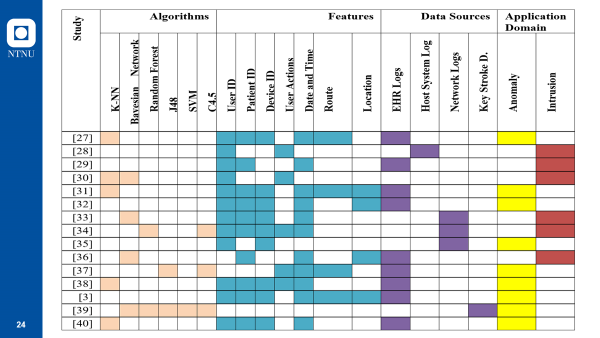 NTNU
Study
Algorithms
Features
Data Sources
Application Domain
K-NN
Bayesian Network
Random Forest
J48
SVM
C4.5
User ID
Patient ID
Device ID
User Actions
Date and Time
Route
Location
EHR Logs
Host System Log
Network Logs
Key Stroke D.
Anomaly
Intrusion
[27]
[28]
[29]
[30]
[31]
[32]
[33]
[34]
[35]
[36]
[37]
[38]
[3]
[39]
[40]
24